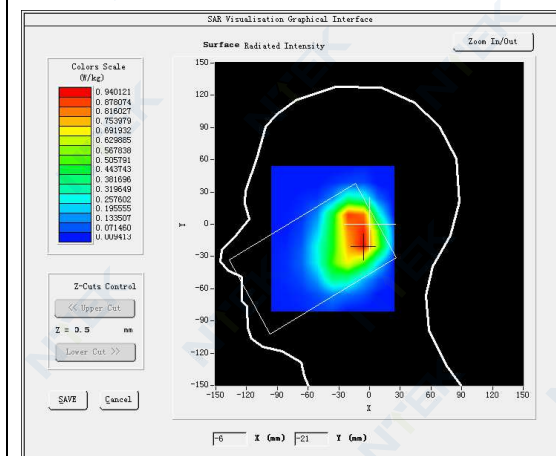 SAR Visualisation Graphical Interface
Surface Radiated Intensity
Zoom In/Out
Colors Scale
(W/kg)
0.940121
0.878074
0.816027
0.753979
0.691932
0.629885
0.567838
0.505791
0.443743
0.381696
0.319649
0.257602
0.195555
0.133507
0.071460
0.009413
Z-Cuts Control
<< Upper Cut
Z = 0.5 mm
Lower Cut >>
SAVE Cancel
150
120
90
60
30
0
-30
-60
-90
-120
-150
Y
-150 -120 -90 -60 -30 0 30 60 90 120 150
X
-6 X (mm) -21 Y (mm)
NTEK